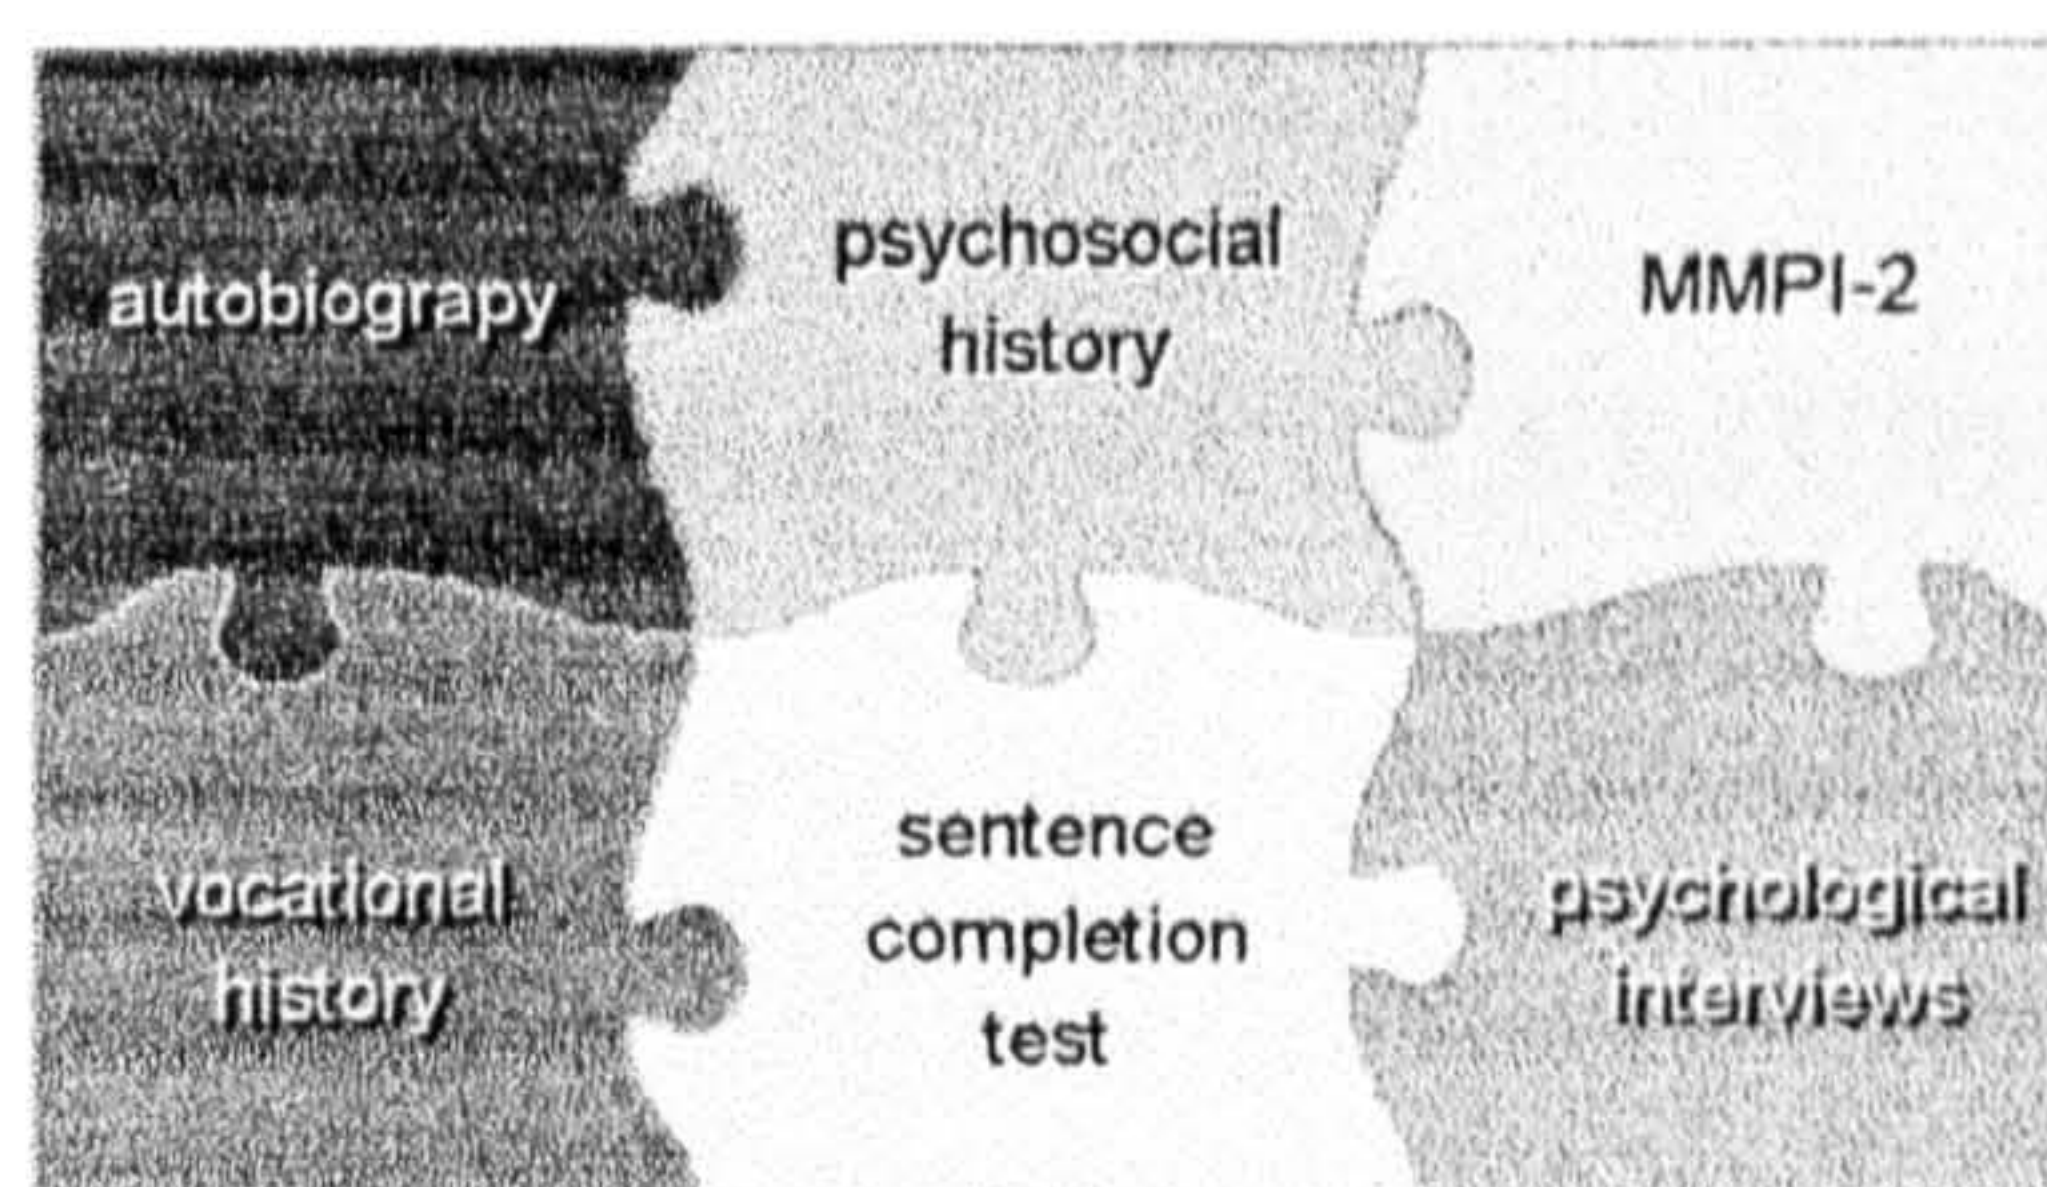 autobiograpy
psychosocial
history
MMPI-2
vocational
history
sentence
completion
test
psychological
interviews